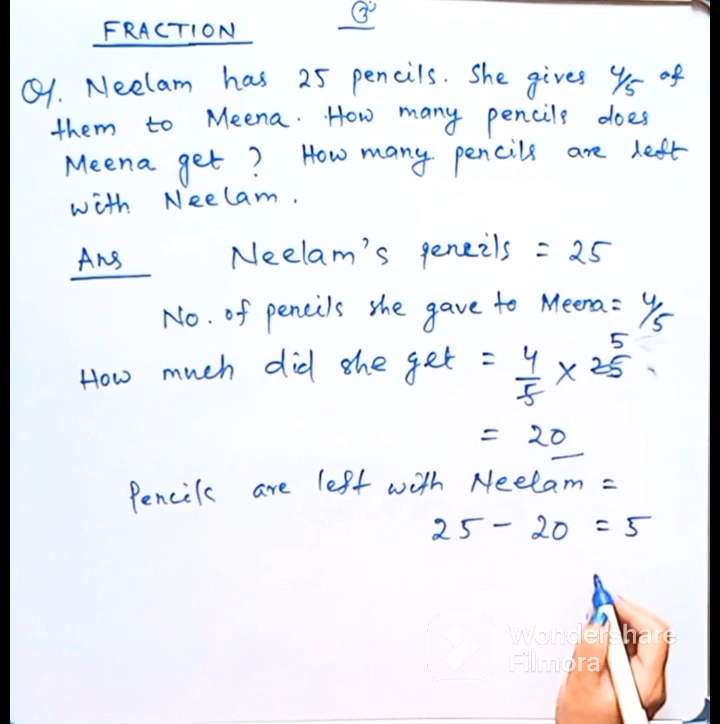 FRACTION
3
Q1. Neelam has 25 pencils. She gives 4/5 of
them to Meena. How many pencils does
Meena get? How many pencils are left
with Neelam.
Ans Neelam's pencils = 25
No. of pencils she gave to Meena = 4/5
5
How much did she get = 4/5 × 25
= 20
Pencils are left with Neelam =
25 - 20 = 5
Wondershare
Filmora